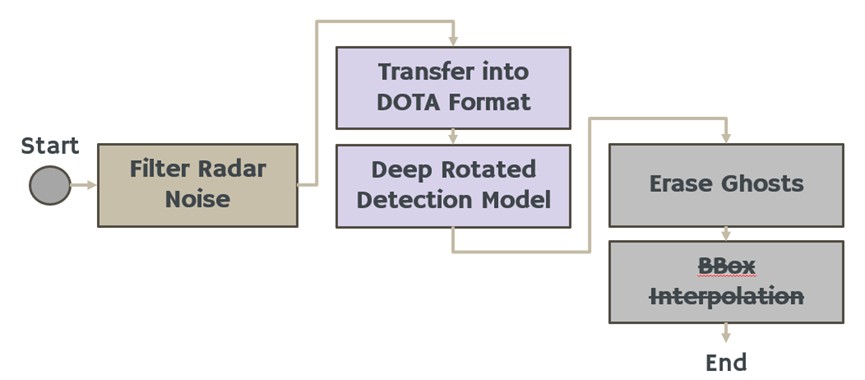 Start
Filter Radar
Noise
Transfer into
DOTA Format
Deep Rotated
Detection Model
Erase Ghosts
BBox
Interpolation
End